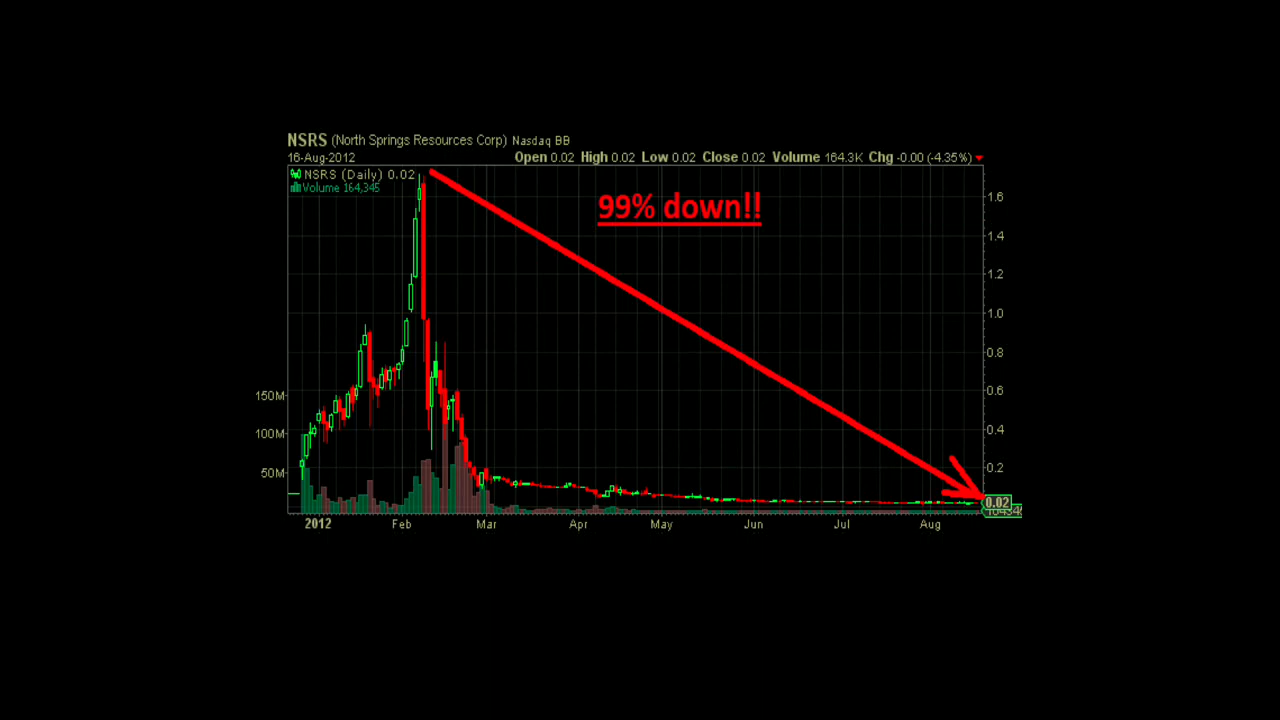 NSRS (North Springs Resources Corp) Nasdaq BB
16-Aug-2012 Open 0.02 High 0.02 Low 0.02 Close 0.02 Volume 164.3K Chg -0.00 (-4.35%)
NSRS (Daily) 0.02
Volume 164,345
99% down!!
1.6
1.4
1.2
1.0
0.8
0.6
150M
0.4
100M
0.2
50M
0.02
2012 Feb Mar Apr May Jun Jul Aug